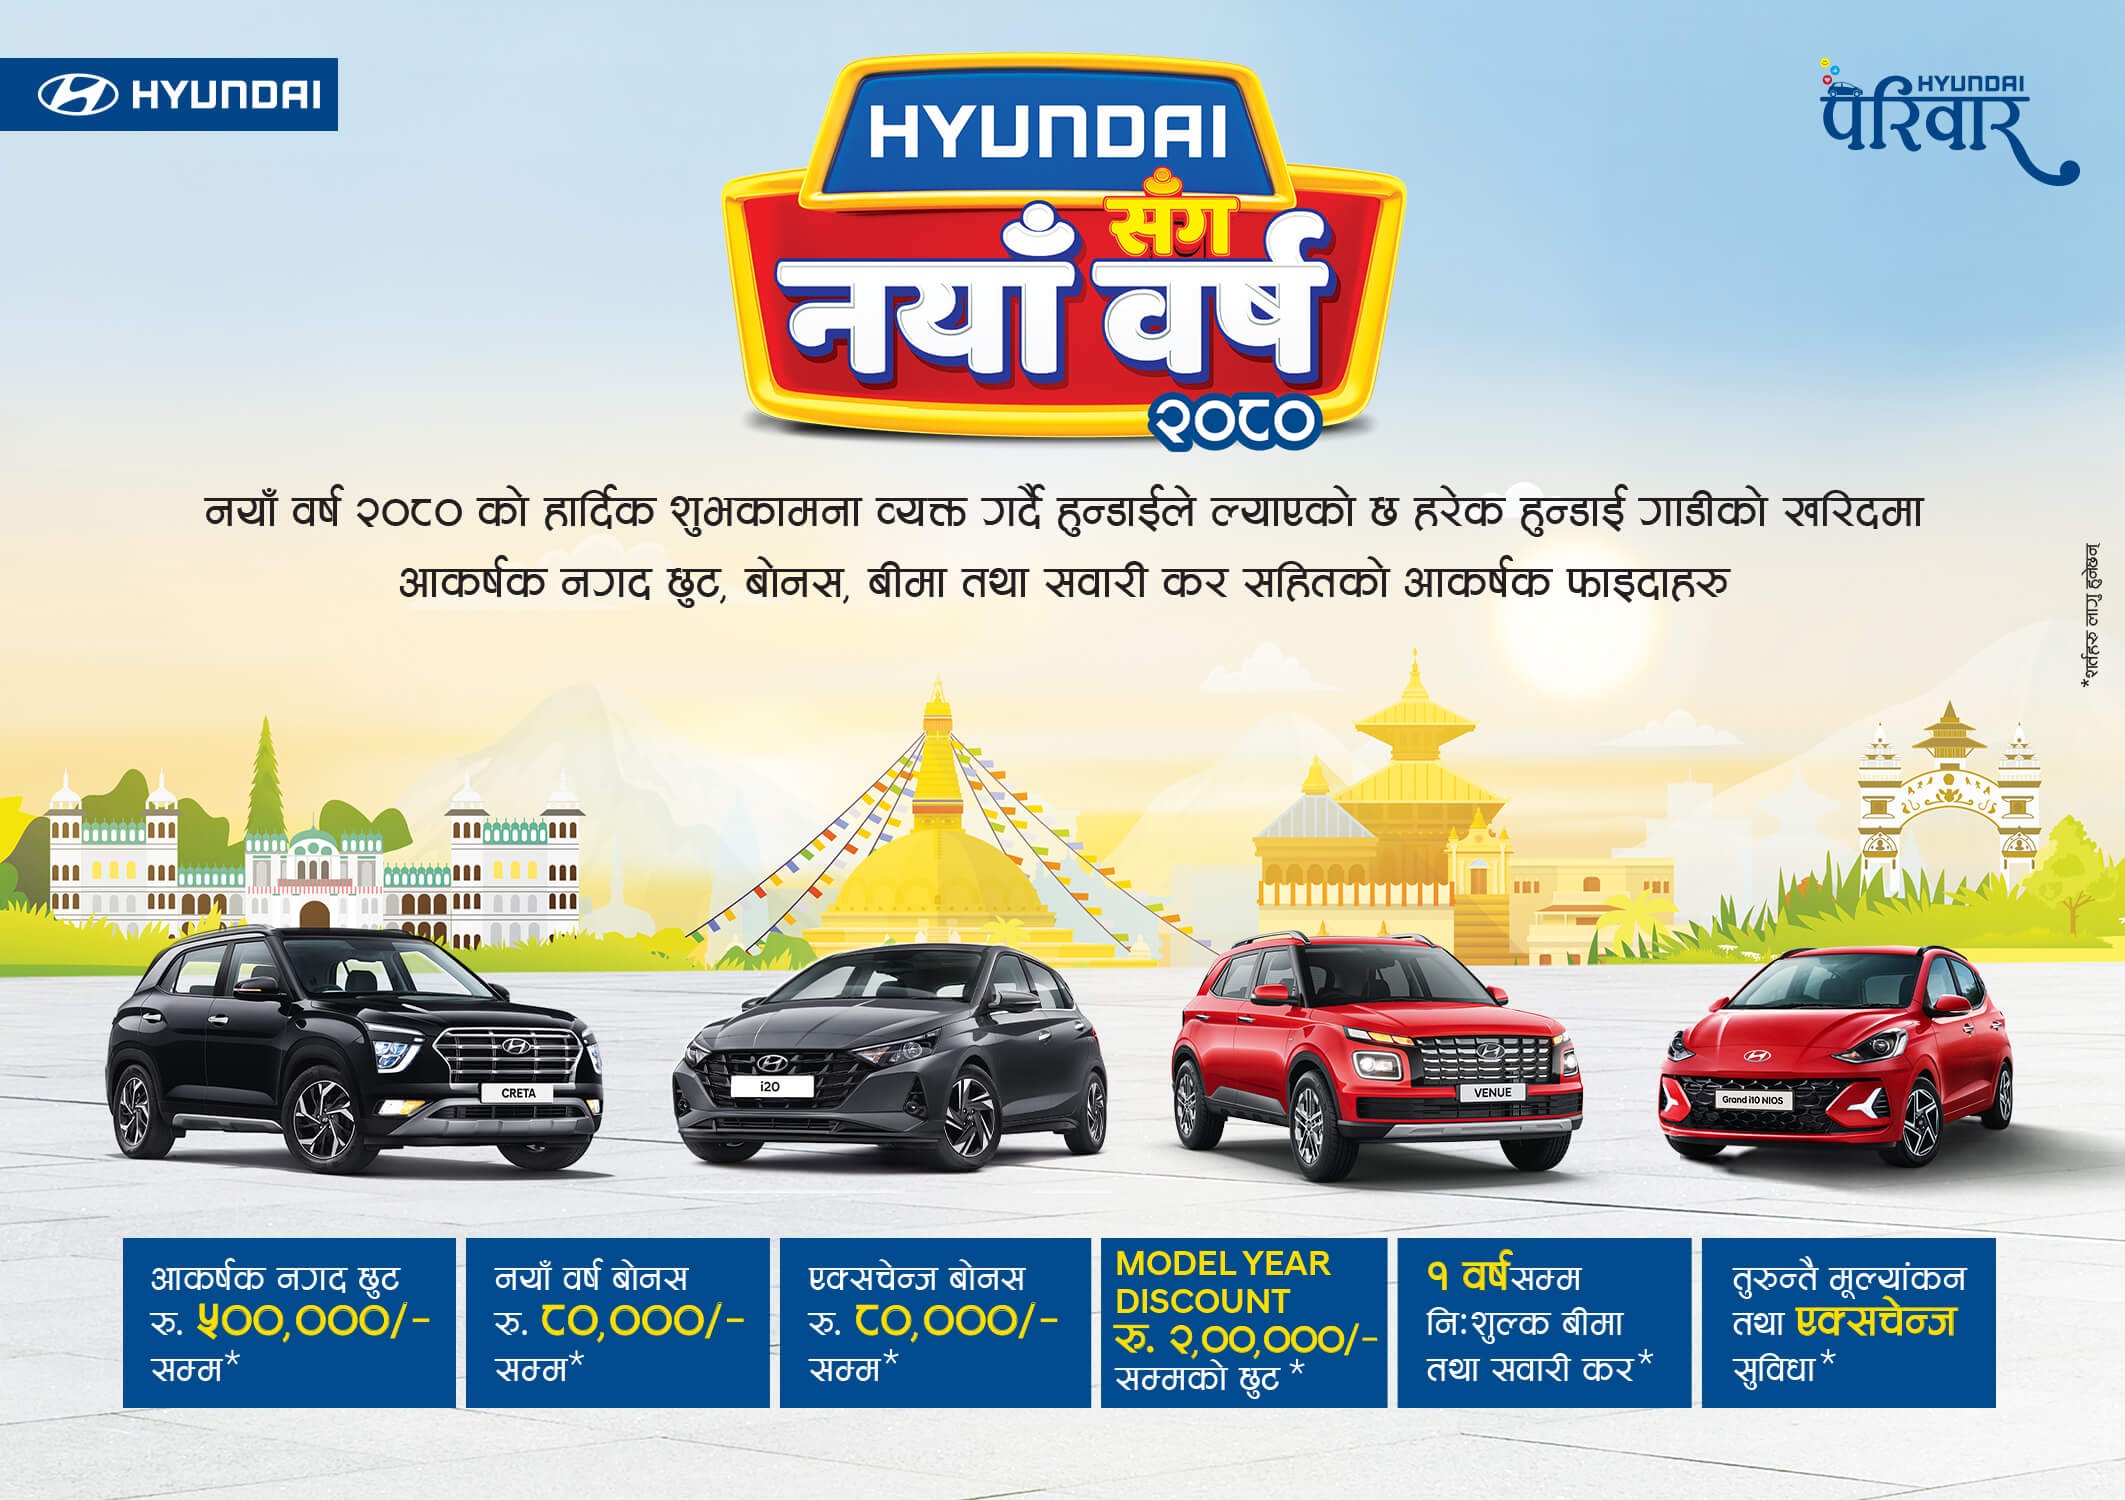 HYUNDAI
HYUNDAI
परिवार
HYUNDAI
सँग
नयाँ वर्ष
२०८०
नयाँ वर्ष २०८० को हार्दिक शुभकामना व्यक्त गर्दै हुन्डाईले ल्याएको छ हरेक हुन्डाई गाडीको खरिदमा
आकर्षक नगद छुट, बोनस, बीमा तथा सवारी कर सहितको आकर्षक फाइदाहरु
*शर्तहरु लागु हुनेछन्
CRETA
i20
VENUE
Grand i10 NIOS
आकर्षक नगद छुट
रु. ५००,०००/-
सम्म*
नयाँ वर्ष बोनस
रु. ८०,०००/-
सम्म*
एक्सचेन्ज बोनस
रु. ८०,०००/-
सम्म*
MODEL YEAR
DISCOUNT
रु. २,००,०००/-
सम्मको छुट *
१ वर्षसम्म
नि:शुल्क बीमा
तथा सवारी कर*
तुरुन्तै मूल्यांकन
तथा एक्सचेन्ज
सुविधा*